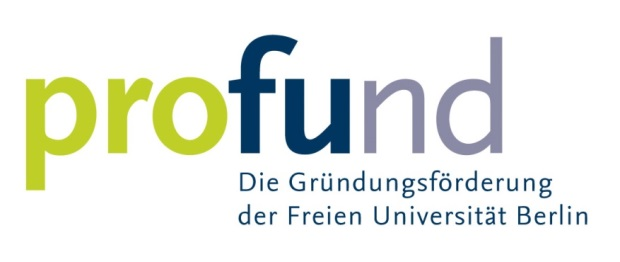 profund
Die Gründungsförderung
der Freien Universität Berlin